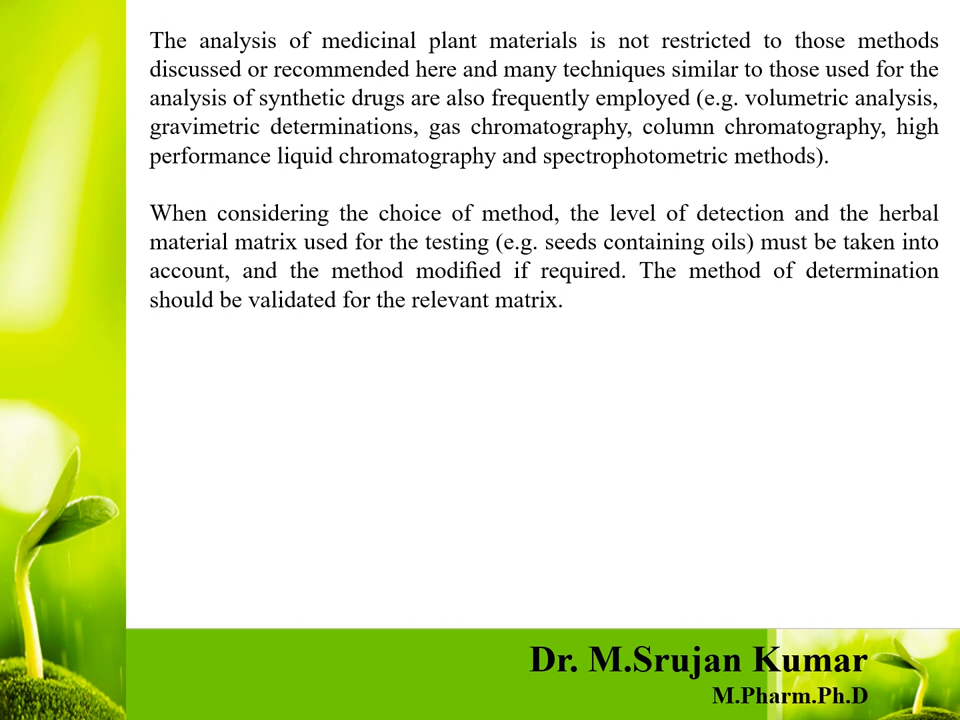 The analysis of medicinal plant materials is not restricted to those methods
discussed or recommended here and many techniques similar to those used for the
analysis of synthetic drugs are also frequently employed (e.g. volumetric analysis,
gravimetric determinations, gas chromatography, column chromatography, high
performance liquid chromatography and spectrophotometric methods).
When considering the choice of method, the level of detection and the herbal
material matrix used for the testing (e.g. seeds containing oils) must be taken into
account, and the method modified if required. The method of determination
should be validated for the relevant matrix.
Dr. M.Srujan Kumar
M.Pharm.Ph.D